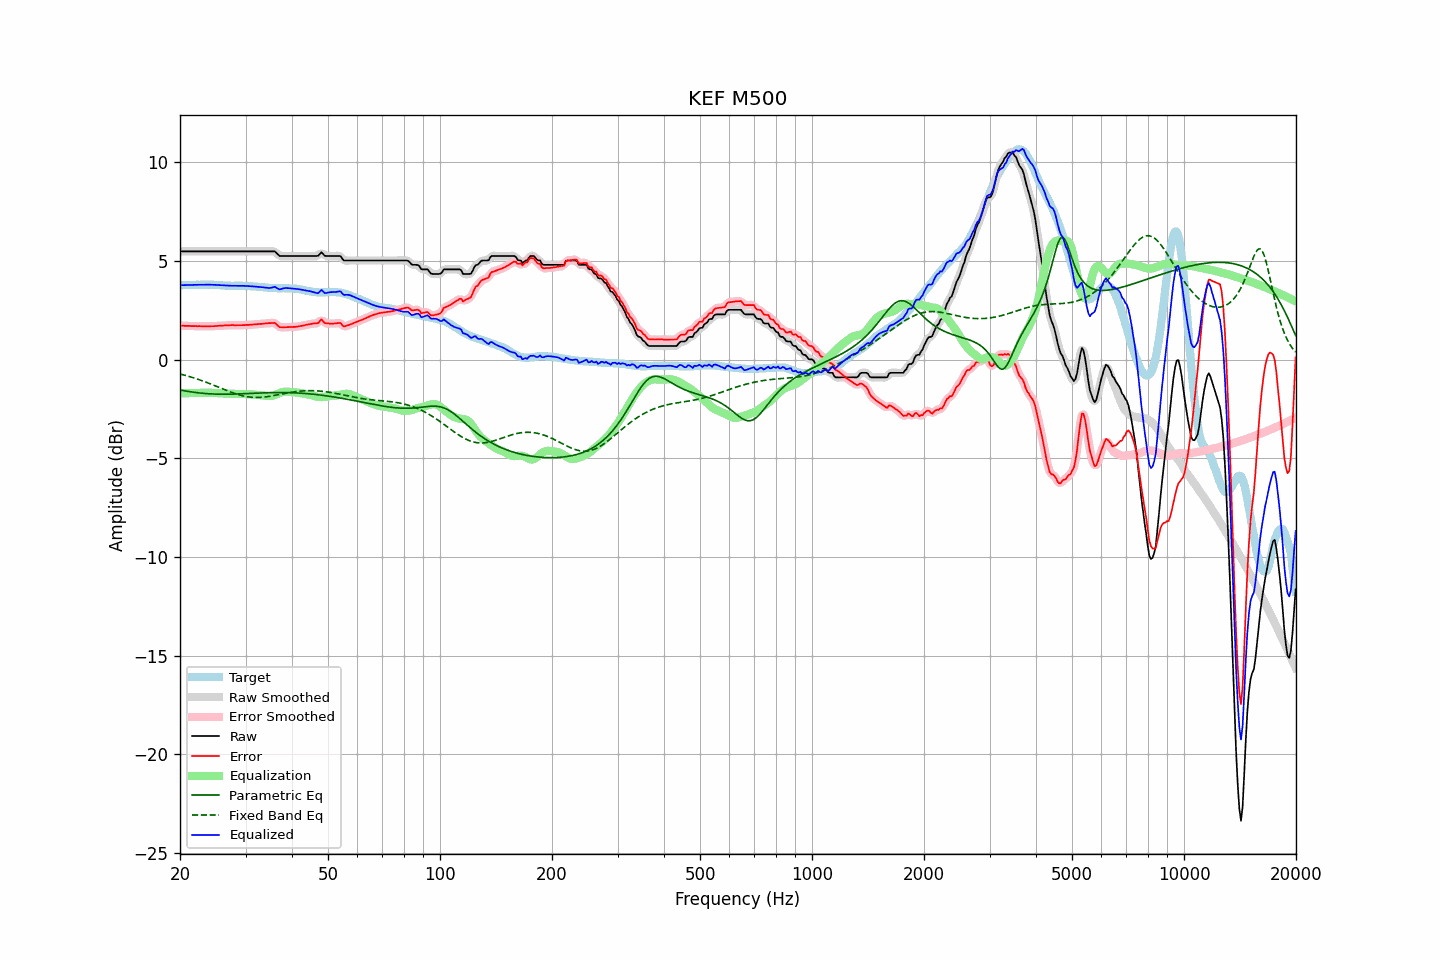 KEF M500
Amplitude (dBr)
10
5
0
−5
−10
−15
−20
−25
Target
Raw Smoothed
Error Smoothed
Raw
Error
Equalization
Parametric Eq
Fixed Band Eq
Equalized
20 50 100 200 500 1000 2000 5000 10000 20000
Frequency (Hz)